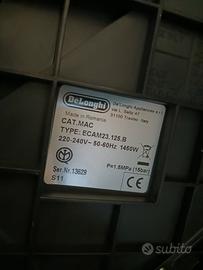 DeLonghi
De'Longhi Appliances s.r.l.
via L. Seitz 47
31100 Treviso - Italy
Made in Romania
CAT.MAC
TYPE: ECAM23.125.B
220-240V~ 50-60Hz 1450W
P=1.5MPa (15bar)
Ser.Nr.13629
S11
subito